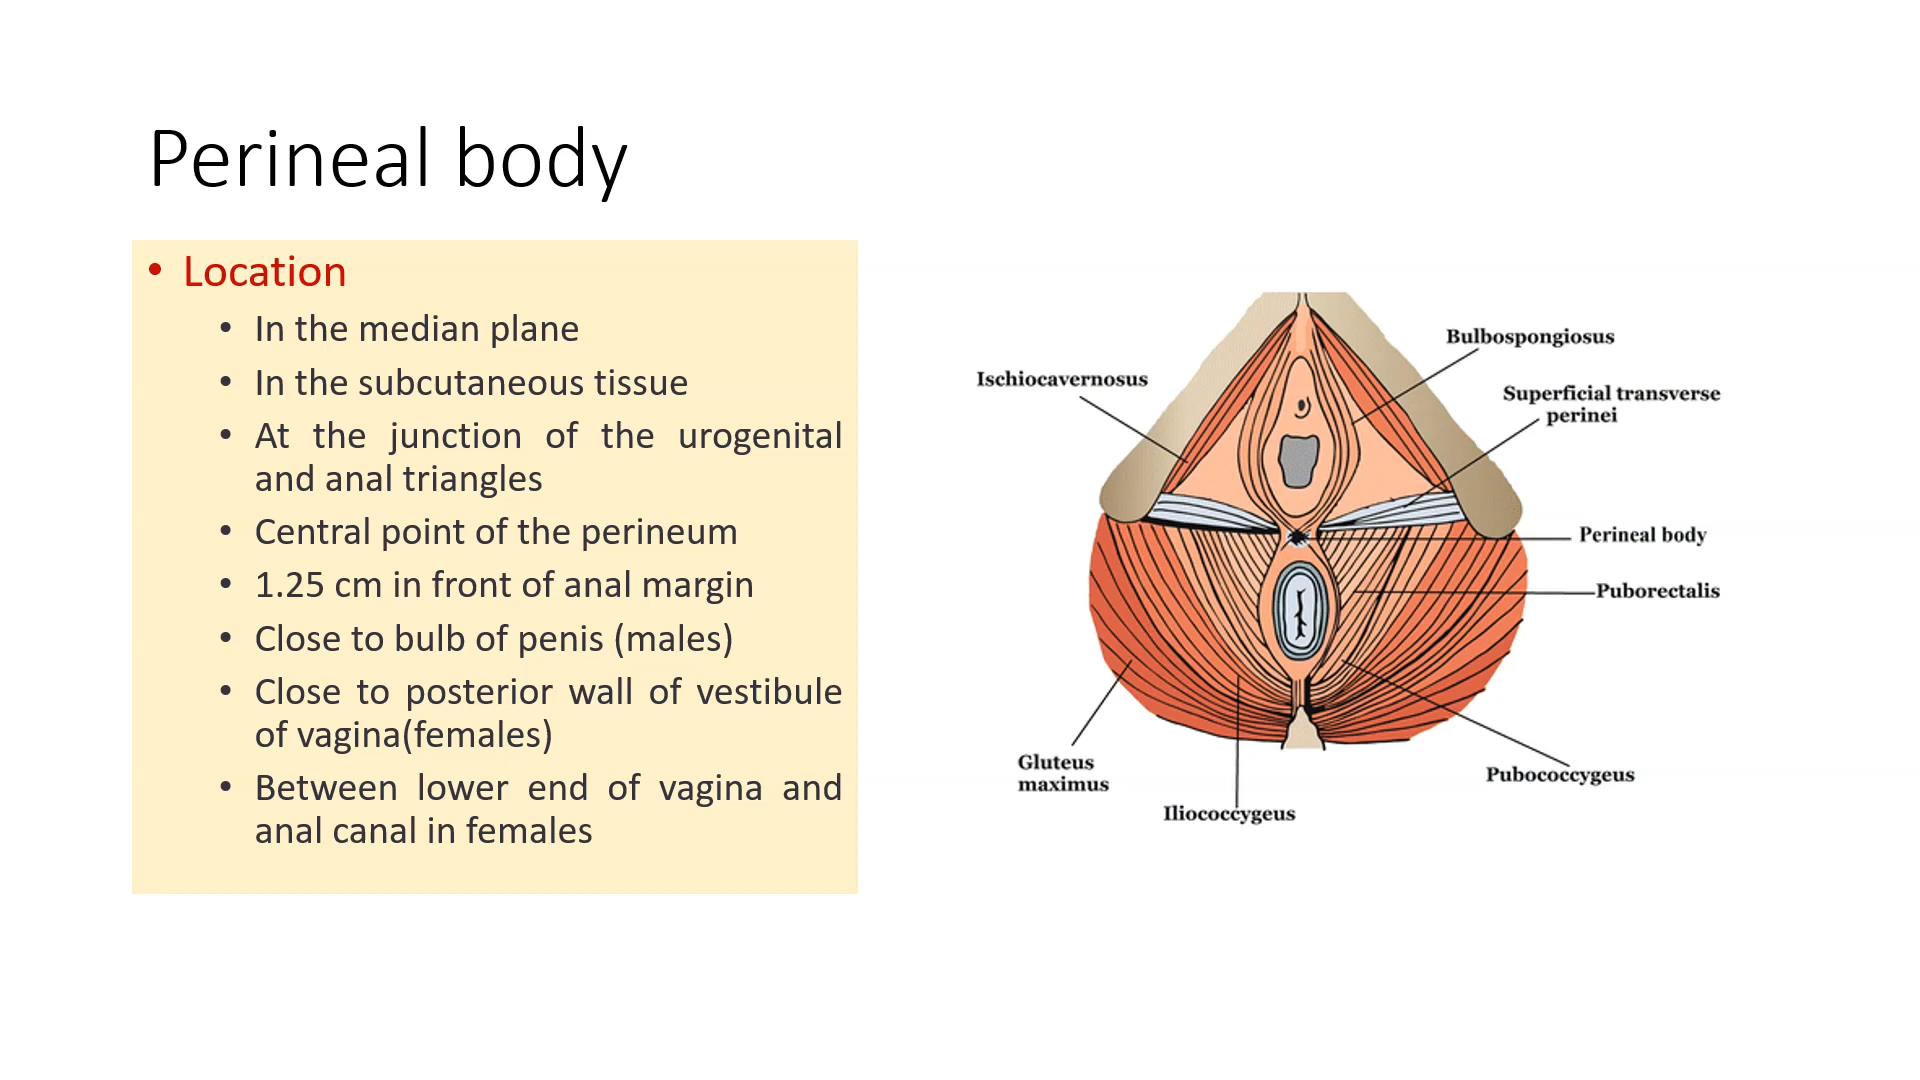 Perineal body
• Location
• In the median plane
• In the subcutaneous tissue
• At the junction of the urogenital
and anal triangles
• Central point of the perineum
• 1.25 cm in front of anal margin
• Close to bulb of penis (males)
• Close to posterior wall of vestibule
of vagina(females)
• Between lower end of vagina and
anal canal in females
Bulbospongiosus
Ischiocavernosus
Superficial transverse
perinei
Perineal body
Puborectalis
Gluteus
maximus
Pubococcygeus
Iliococcygeus